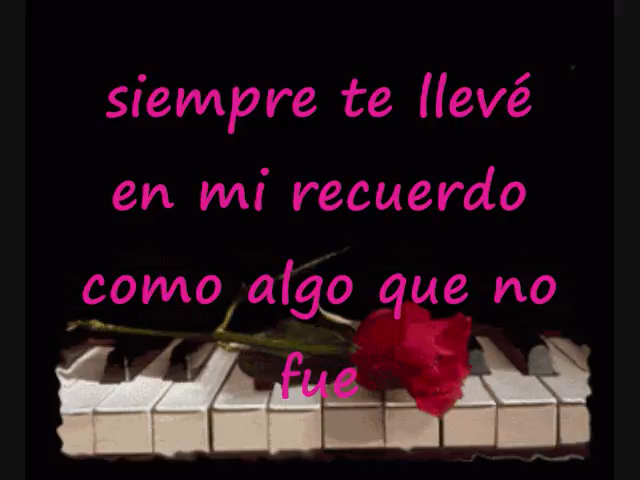 siempre te llevé
en mi recuerdo
como algo que no
fue